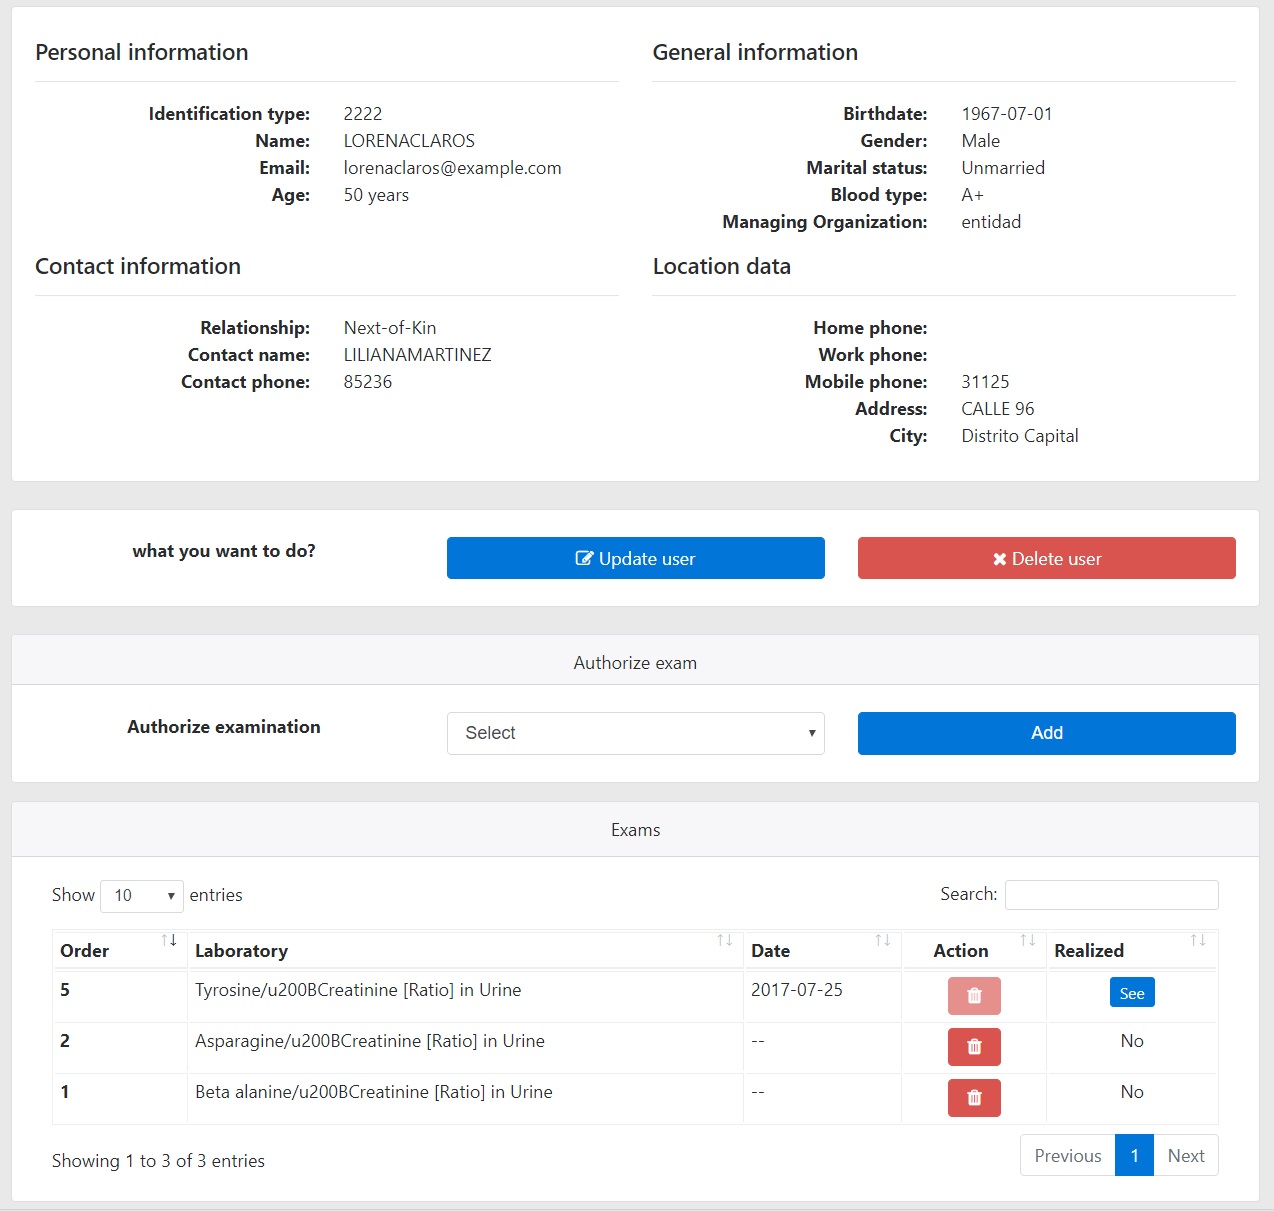 Personal information
Identification type: 2222
Name: LORENACLAROS
Email: lorenaclaros@example.com
Age: 50 years
General information
Birthdate: 1967-07-01
Gender: Male
Marital status: Unmarried
Blood type: A+
Managing Organization: entidad
Contact information
Relationship: Next-of-Kin
Contact name: LILIANAMARTINEZ
Contact phone: 85236
Location data
Home phone:
Work phone:
Mobile phone: 31125
Address: CALLE 96
City: Distrito Capital
what you want to do? Update user Delete user
Authorize exam
Authorize examination Select Add
Exams
Show 10 entries Search:
Order Laboratory Date Action Realized
5 Tyrosine/u200BCreatinine [Ratio] in Urine 2017-07-25 See
2 Asparagine/u200BCreatinine [Ratio] in Urine -- No
1 Beta alanine/u200BCreatinine [Ratio] in Urine -- No
Showing 1 to 3 of 3 entries Previous 1 Next